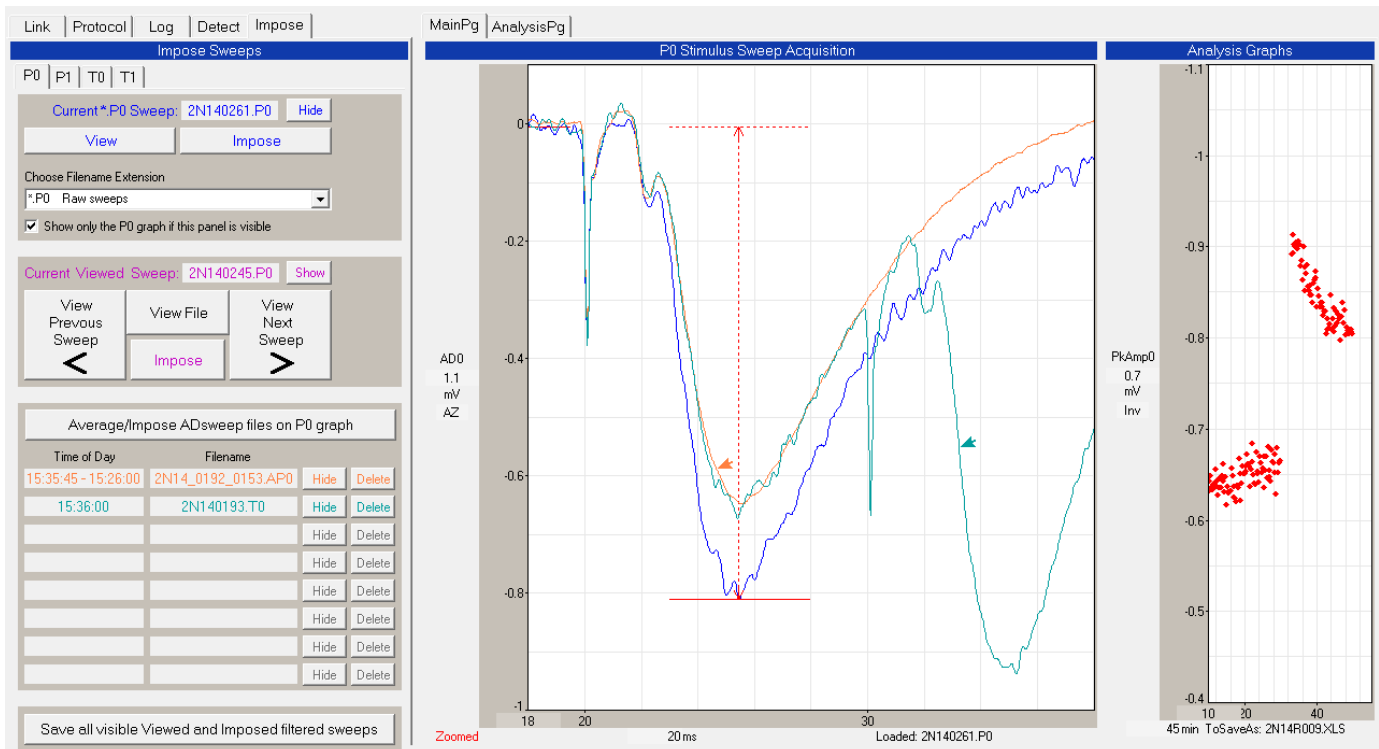 Link Protocol Log Detect Impose
Impose Sweeps
P0 P1 T0 T1
Current *.P0 Sweep: 2N140261.P0 Hide
View Impose
Choose Filename Extension
*.P0 Raw sweeps
Show only the P0 graph if this panel is visible
Current Viewed Sweep: 2N140245.P0 Show
View Prevous Sweep <
View File
Impose
View Next Sweep >
Average/Impose ADsweep files on P0 graph
Time of Day Filename
15:35:45 - 15:26:00 2N14_0192_0153.AP0 Hide Delete
15:36:00 2N140193.T0 Hide Delete
Hide Delete
Hide Delete
Hide Delete
Hide Delete
Hide Delete
Hide Delete
Save all visible Viewed and Imposed filtered sweeps
MainPg AnalysisPg
P0 Stimulus Sweep Acquisition
AD0
1.1
mV
AZ
0
-0.2
-0.4
-0.6
-0.8
-1
18 20 30
Zoomed 20 ms Loaded: 2N140261.P0
Analysis Graphs
PkAmp0
0.7
mV
Inv
-1.1
-1
-0.9
-0.8
-0.7
-0.6
-0.5
-0.4
10 20 40
45 min ToSaveAs: 2N14R009.XLS